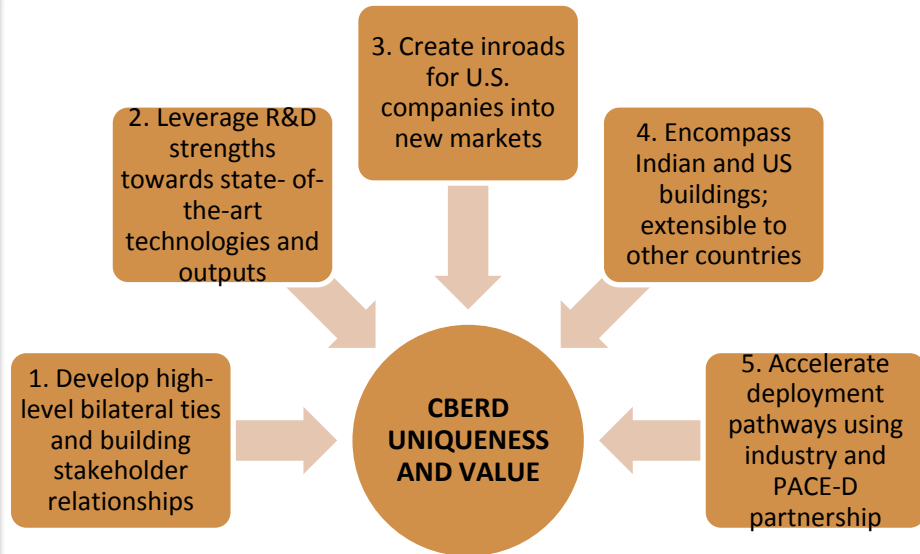 1. Develop high-
level bilateral ties
and building
stakeholder
relationships
2. Leverage R&D
strengths
towards state- of-
the-art
technologies and
outputs
3. Create inroads
for U.S.
companies into
new markets
4. Encompass
Indian and US
buildings;
extensible to
other countries
5. Accelerate
deployment
pathways using
industry and
PACE-D
partnership
CBERD
UNIQUENESS
AND VALUE